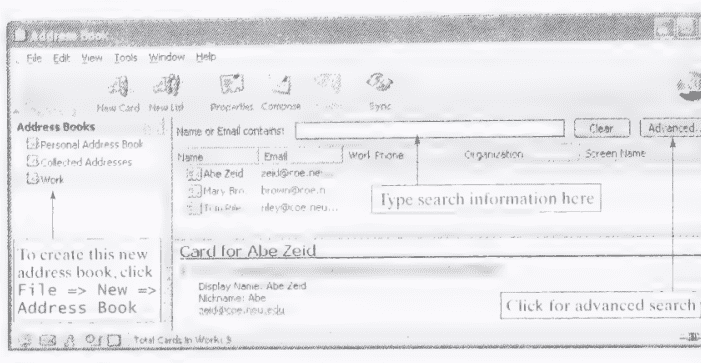 Address Book
File Edit View Tools Window Help
New Card New List Properties Compose Sync
Address Books
Personal Address Book
Collected Addresses
Work
Name or Email contains:
Clear
Advanced...
Name Email Work Phone Organization Screen Name
Abe Zeid zeid@coe.ne...
Mary Bro brown@coe.n
riley@coe.neu...
Type search information here
To create this new
address book, click
File => New =>
Address Book
Card for Abe Zeid
Display Name: Abe Zeid
Nickname: Abe
zeid@coe.neu.edu
Click for advanced search
Total Cards in Work: 3